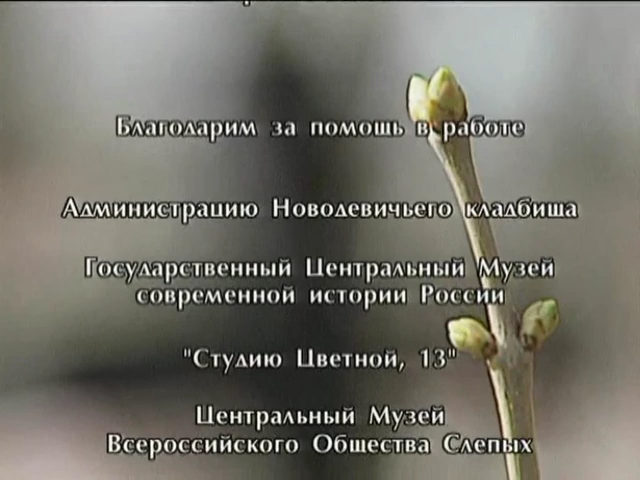 Благодарим за помощь в работе
Администрацию Новодевичьего кладбиша
Государственный Центральный Музей
современной истории России
"Студию Цветной, 13"
Центральный Музей
Всероссийского Общества Слепых